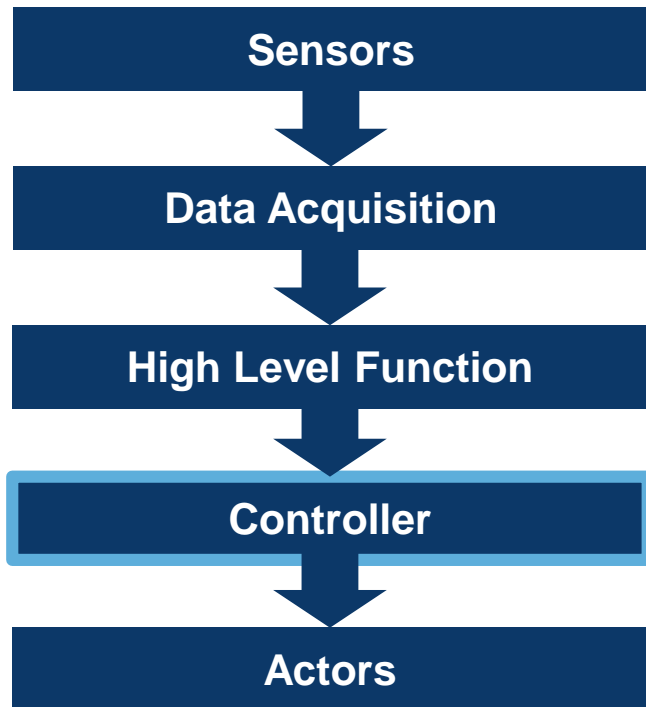 Sensors
Data Acquisition
High Level Function
Controller
Actors